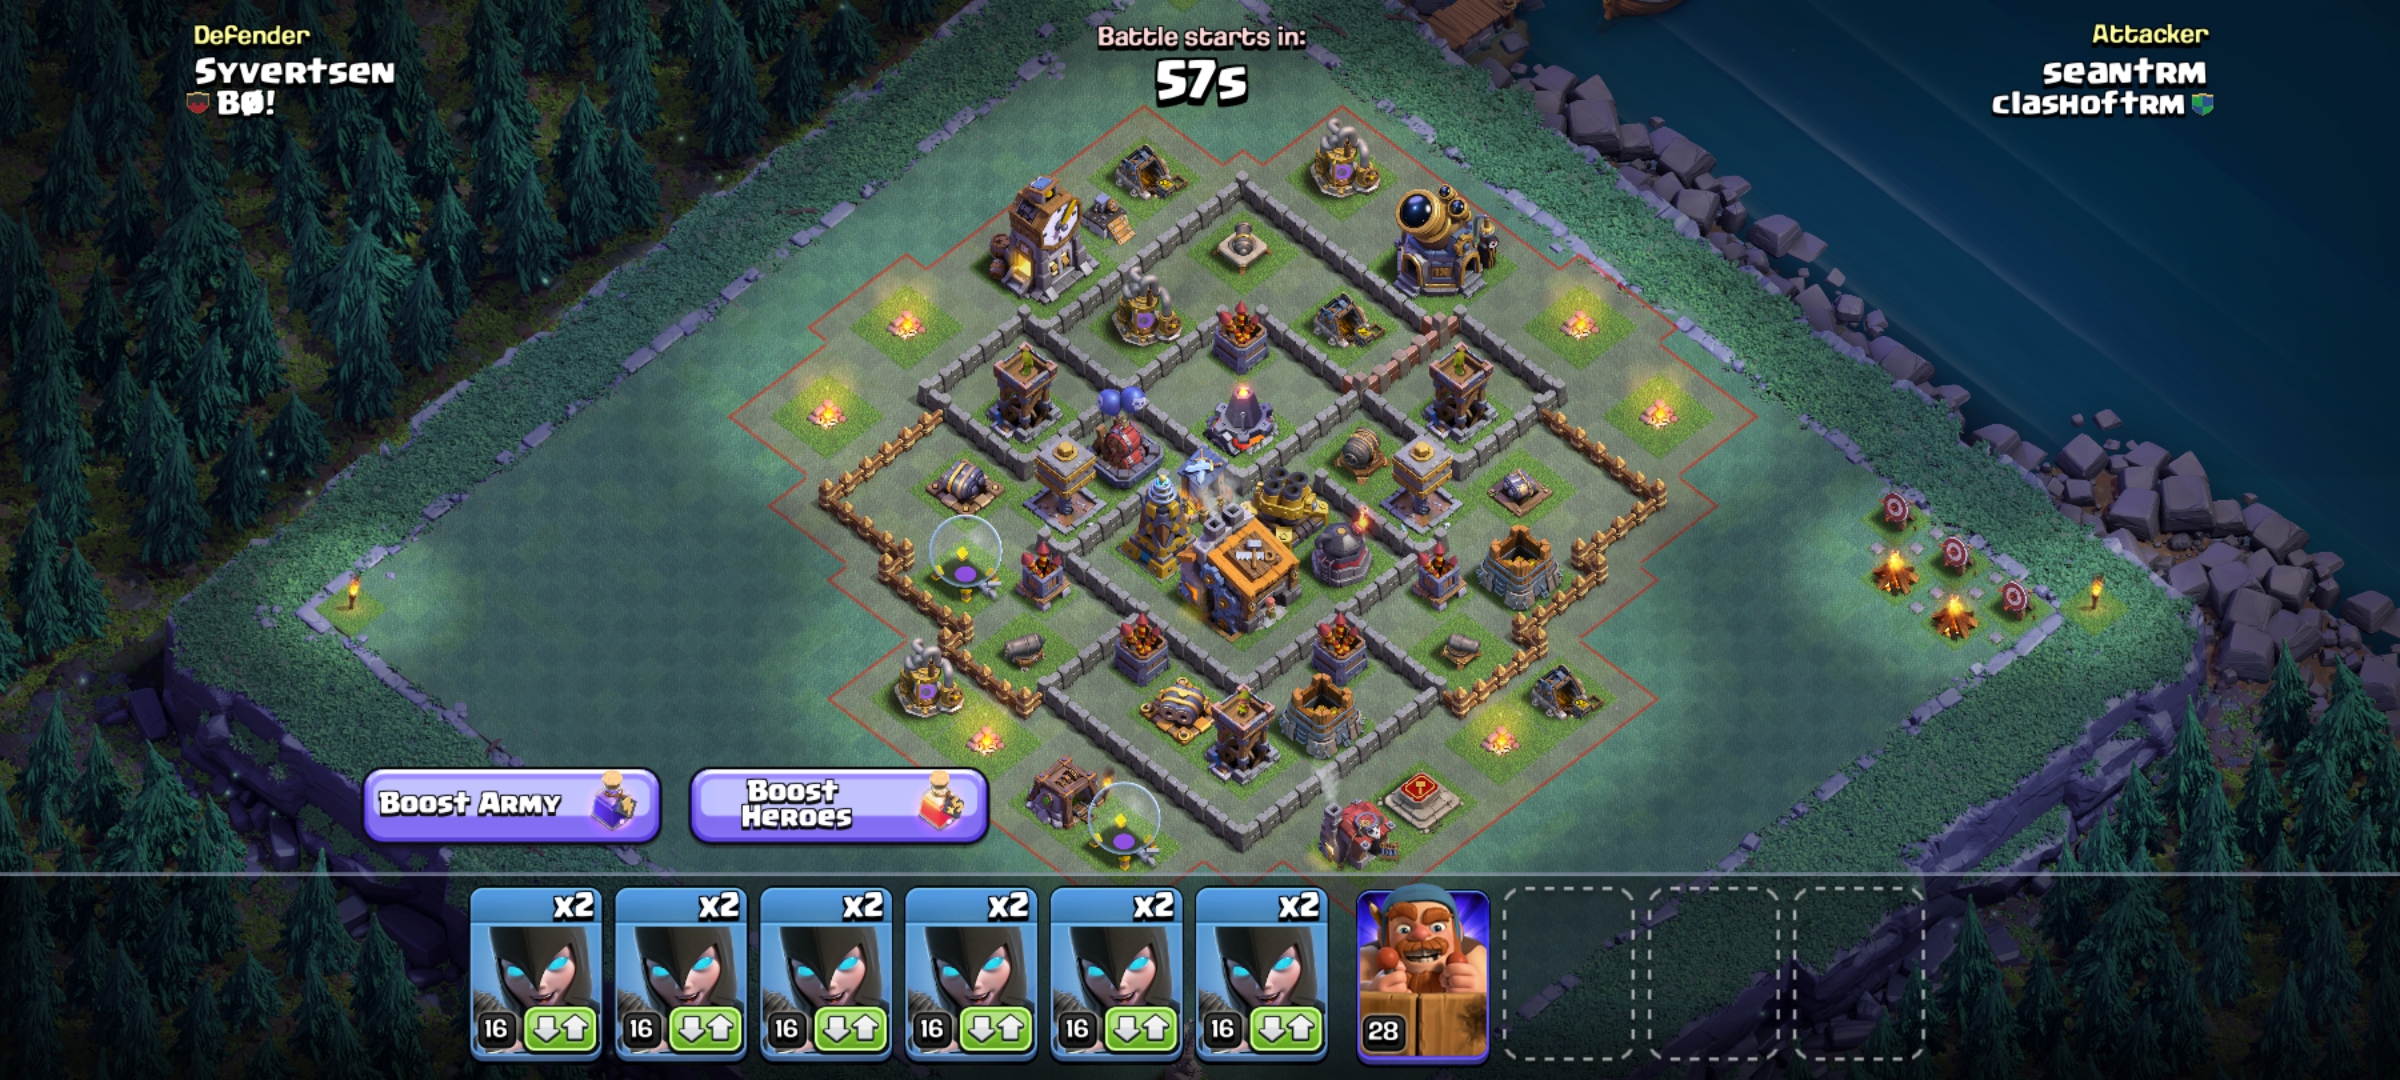 Defender
Syvertsen
BØ!
Battle starts in:
57s
Attacker
seantRM
clashoftRM
Boost Army
Boost
Heroes
x2
x2
x2
x2
x2
x2
16
16
16
16
16
16
28